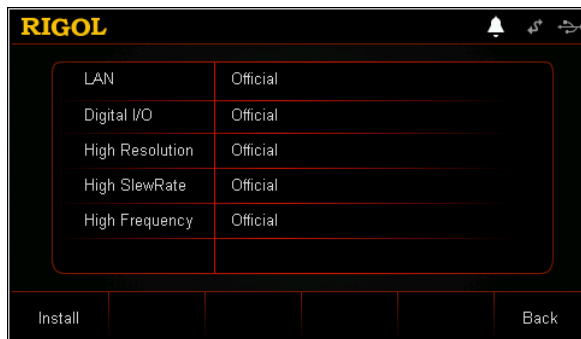 RIGOL
LAN Official
Digital I/O Official
High Resolution Official
High SlewRate Official
High Frequency Official
Install Back